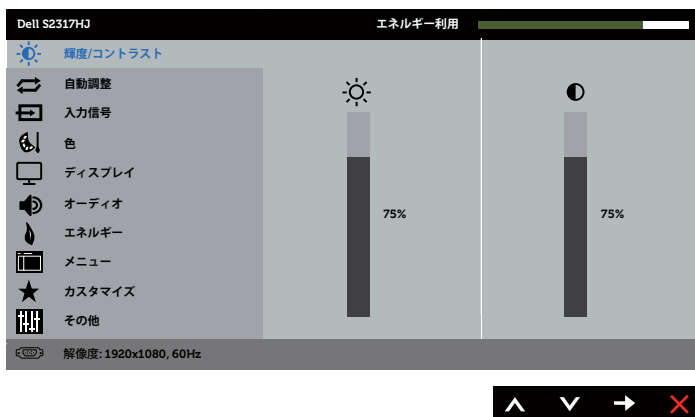 Dell S2317HJ
エネルギー利用
輝度/コントラスト
自動調整
入力信号
色
ディスプレイ
オーディオ
エネルギー
メニュー
カスタマイズ
その他
75%
75%
解像度: 1920x1080, 60Hz